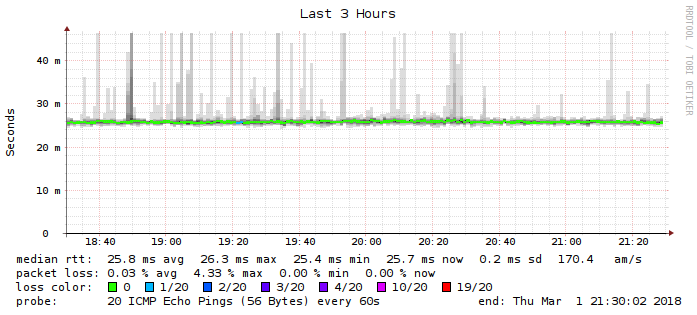 Last 3 Hours
RRDTOOL / TOBI OETIKER
Seconds
40 m
30 m
20 m
10 m
0
18:40 19:00 19:20 19:40 20:00 20:20 20:40 21:00 21:20
median rtt: 25.8 ms avg 26.3 ms max 25.4 ms min 25.7 ms now 0.2 ms sd 170.4 am/s
packet loss: 0.03 % avg 4.33 % max 0.00 % min 0.00 % now
loss color: 0 1/20 2/20 3/20 4/20 10/20 19/20
probe: 20 ICMP Echo Pings (56 Bytes) every 60s end: Thu Mar 1 21:30:02 2018